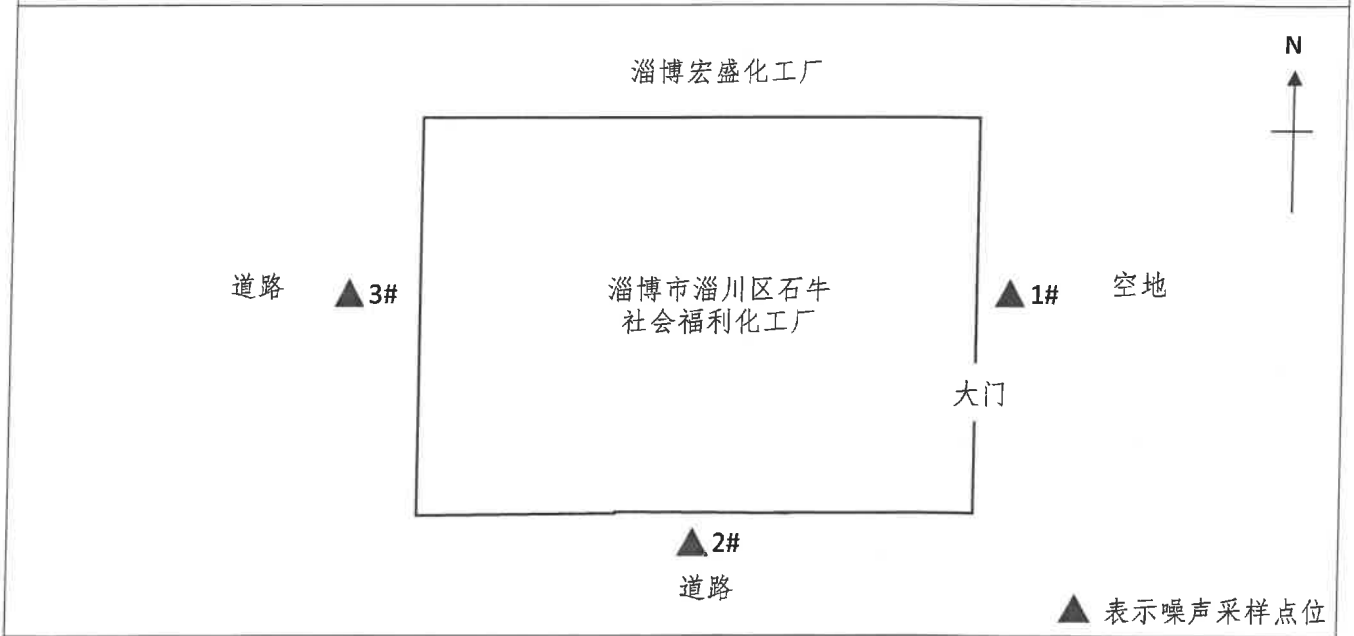 淄博宏盛化工厂
N
道路
▲3#
淄博市淄川区石牛
社会福利化工厂
▲1#
空地
大门
▲2#
道路
▲ 表示噪声采样点位